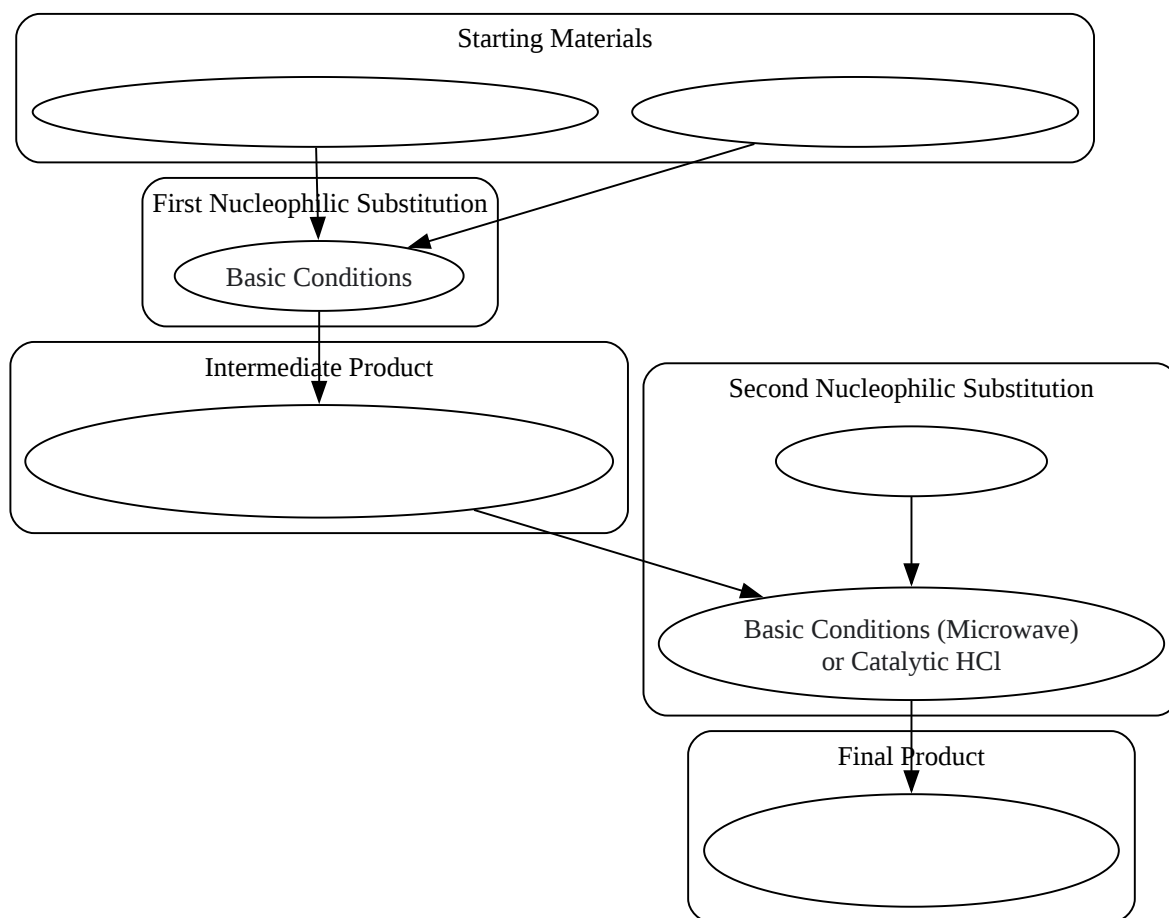 Starting Materials
First Nucleophilic Substitution
Basic Conditions
Intermediate Product
Second Nucleophilic Substitution
Basic Conditions (Microwave)
or Catalytic HCl
Final Product